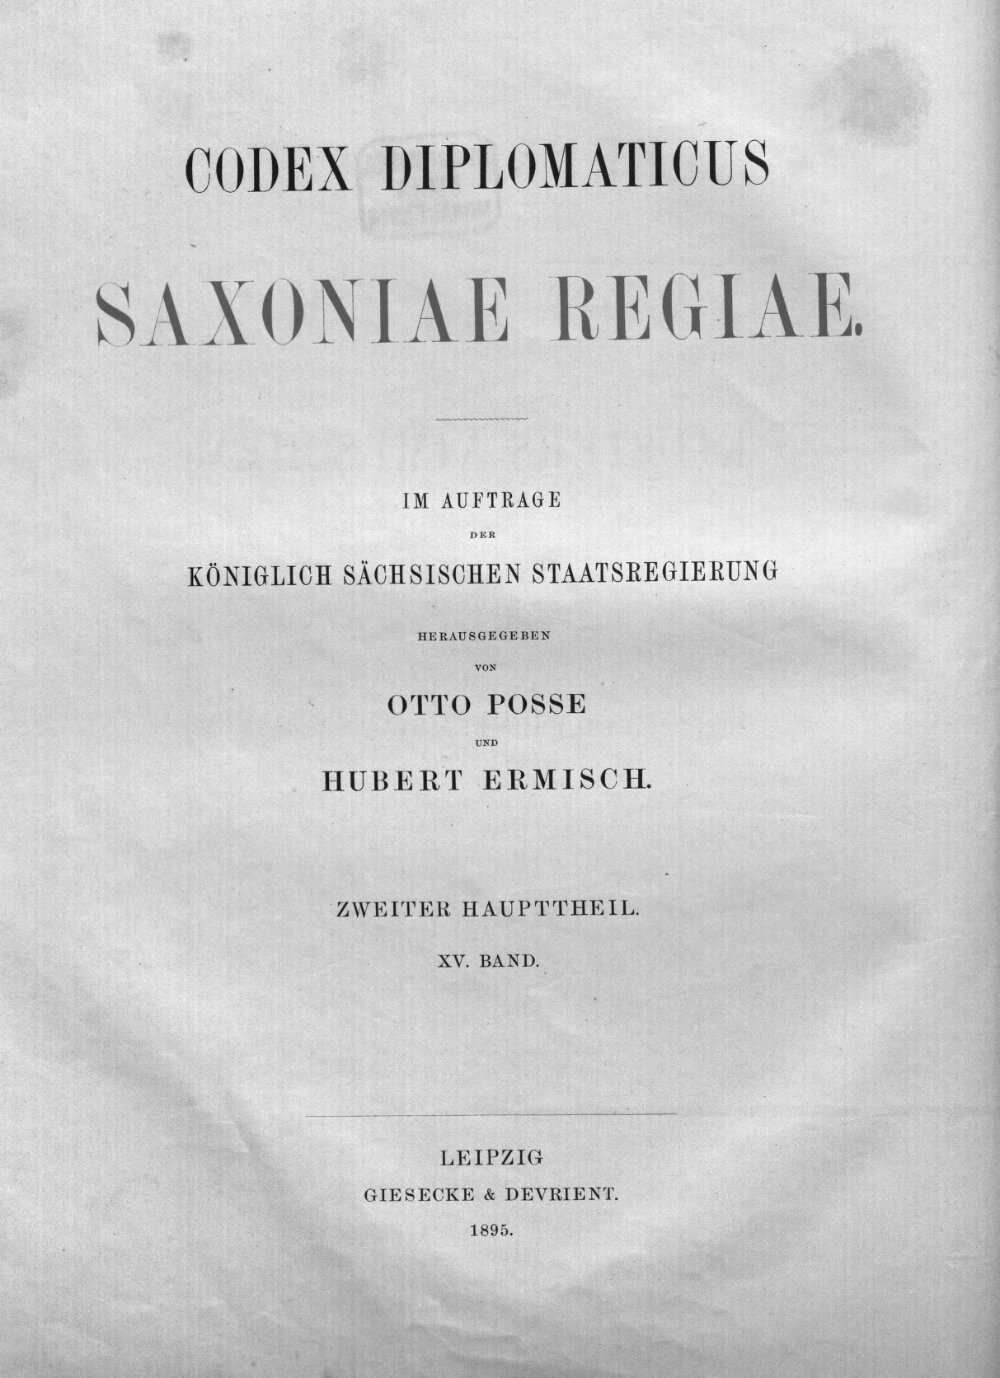 CODEX DIPLOMATICUS
SAXONIAE REGIAE.
IM AUFTRAGE
DER
KÖNIGLICH SÄCHSISCHEN STAATSREGIERUNG
HERAUSGEGEBEN
VON
OTTO POSSE
UND
HUBERT ERMISCH.
ZWEITER HAUPTTHEIL.
XV. BAND.
LEIPZIG
GIESECKE & DEVRIENT.
1895.